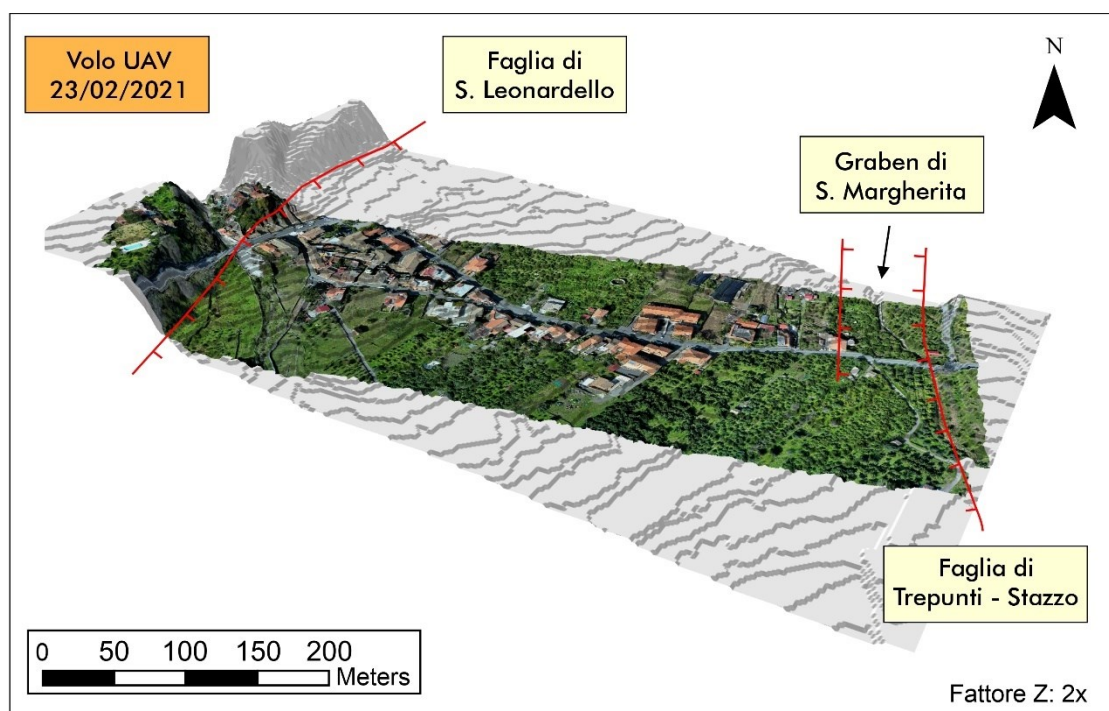 Volo UAV
23/02/2021
Faglia di
S. Leonardello
N
Graben di
S. Margherita
Faglia di
Trepunti - Stazzo
0 50 100 150 200
Meters
Fattore Z: 2x